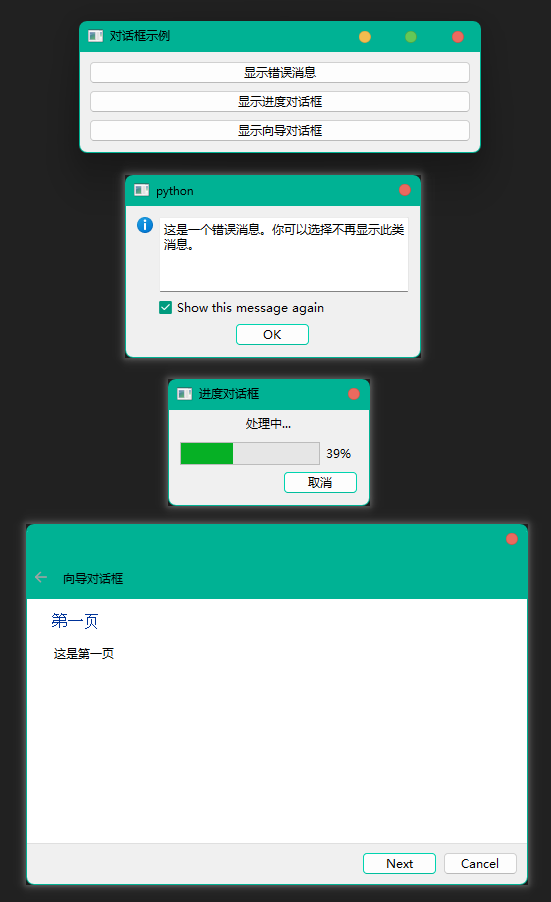 对话框示例
显示错误消息
显示进度对话框
显示向导对话框
python
这是一个错误消息。你可以选择不再显示此类
消息。
Show this message again
OK
进度对话框
处理中...
39%
取消
向导对话框
第一页
这是第一页
Next
Cancel